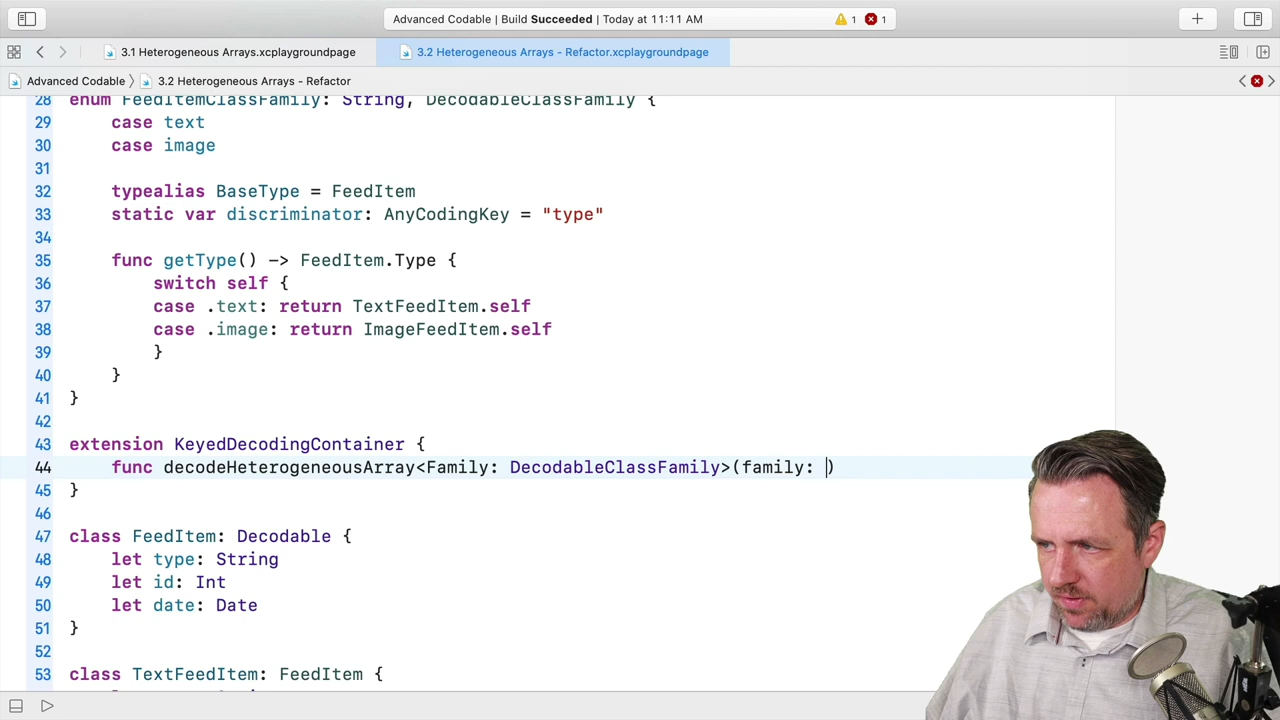 Advanced Codable | Build Succeeded | Today at 11:11 AM
1
1
3.1 Heterogeneous Arrays.xcplaygroundpage
3.2 Heterogeneous Arrays - Refactor.xcplaygroundpage
Advanced Codable
3.2 Heterogeneous Arrays - Refactor
28 enum FeedItemClassFamily: String, DecodableClassFamily {
29 case text
30 case image
31
32 typealias BaseType = FeedItem
33 static var discriminator: AnyCodingKey = "type"
34
35 func getType() -> FeedItem.Type {
36 switch self {
37 case .text: return TextFeedItem.self
38 case .image: return ImageFeedItem.self
39 }
40 }
41 }
42
43 extension KeyedDecodingContainer {
44 func decodeHeterogeneousArray<Family: DecodableClassFamily>(family: )
45 }
46
47 class FeedItem: Decodable {
48 let type: String
49 let id: Int
50 let date: Date
51 }
52
53 class TextFeedItem: FeedItem {